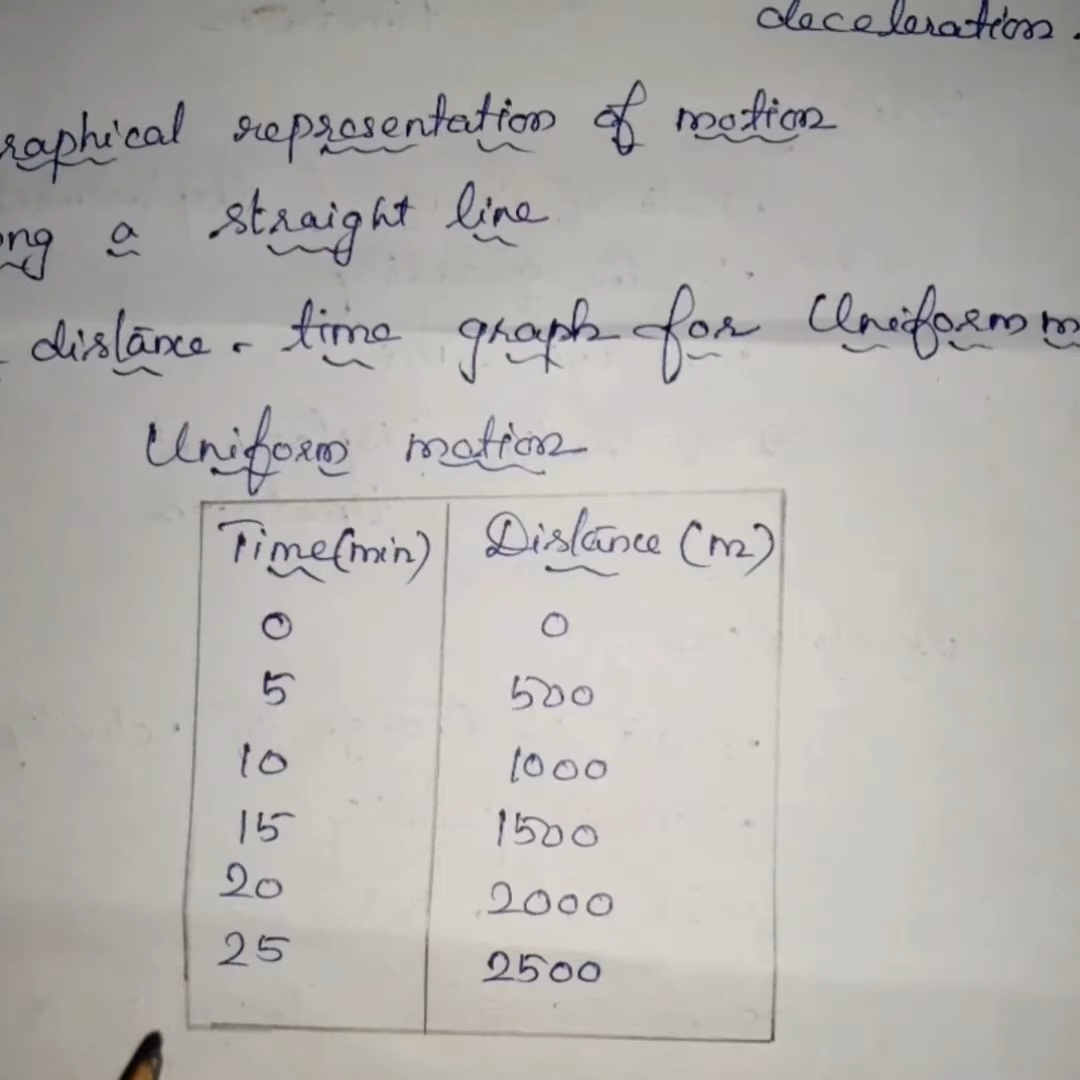 deceleration.
raphical representation of motion
ong a straight line
distance - time graph for Uniform m
Uniform motion
Time(min) Distance (m)
0 0
5 500
10 1000
15 1500
20 2000
25 2500